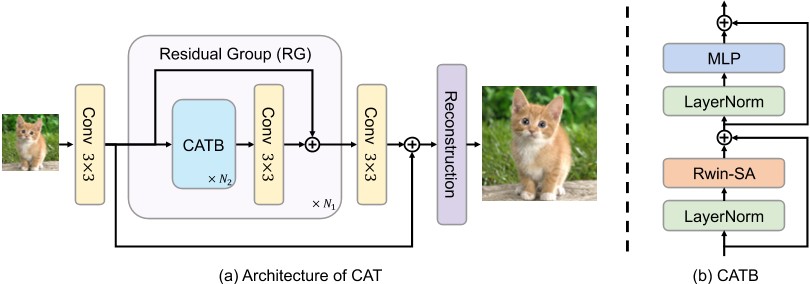 Residual Group (RG)
Conv 3×3
CATB
× N₂
Conv 3×3
× N₁
Conv 3×3
Reconstruction
(a) Architecture of CAT
MLP
LayerNorm
Rwin-SA
LayerNorm
(b) CATB